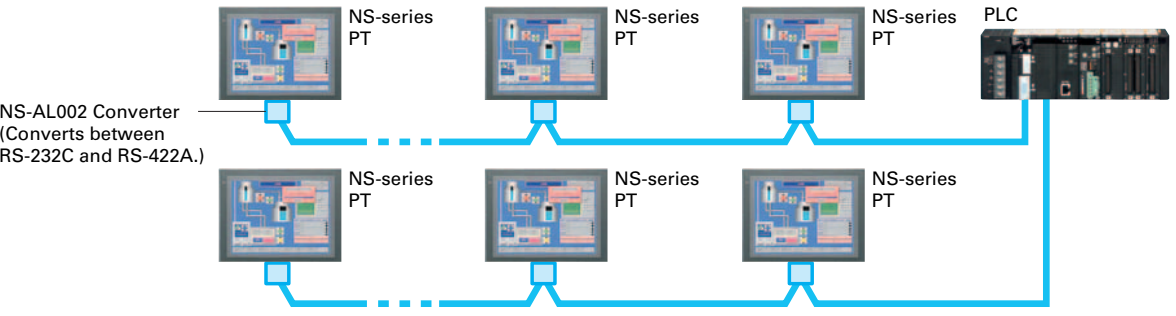 NS-series
PT
NS-series
PT
NS-series
PT
PLC
NS-AL002 Converter
(Converts between
RS-232C and RS-422A.)
NS-series
PT
NS-series
PT
NS-series
PT